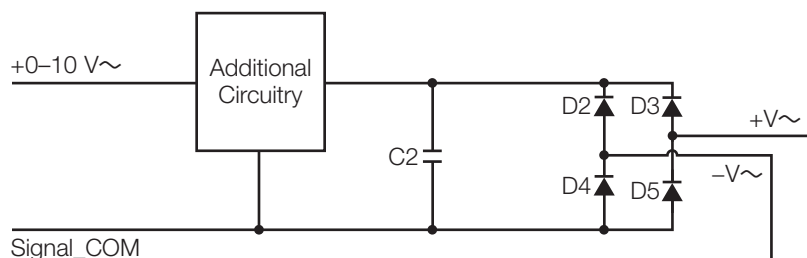 +0–10 V～
Additional
Circuitry
D2
D3
+V～
C2
–V～
D4
D5
Signal_COM